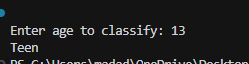 Enter age to classify: 13
Teen